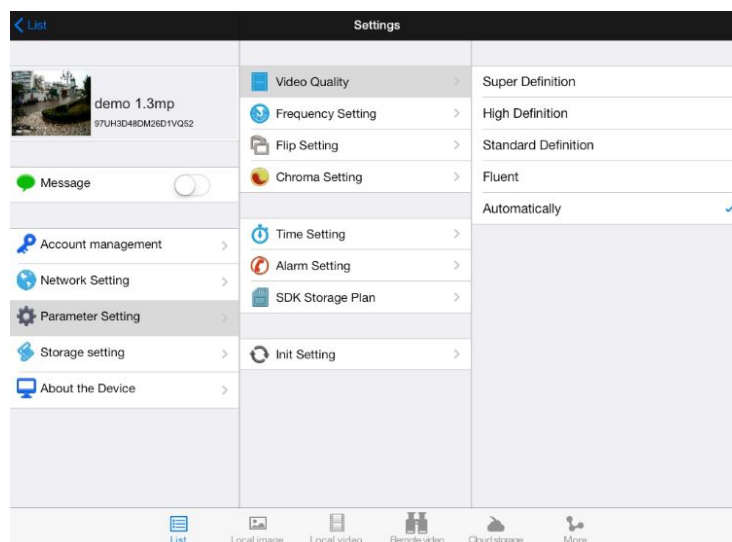 List
Settings
demo 1.3mp
97UH3D48DM26D1VQ52
Message
Account management
Network Setting
Parameter Setting
Storage setting
About the Device
Video Quality
Frequency Setting
Flip Setting
Chroma Setting
Time Setting
Alarm Setting
SDK Storage Plan
Init Setting
Super Definition
High Definition
Standard Definition
Fluent
Automatically
List
Local image
Local video
Remote video
Cloud storage
More